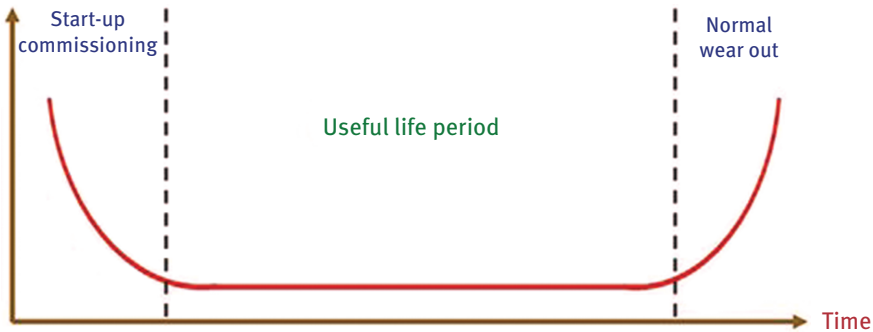 Start-up
commissioning
Normal
wear out
Useful life period
Time